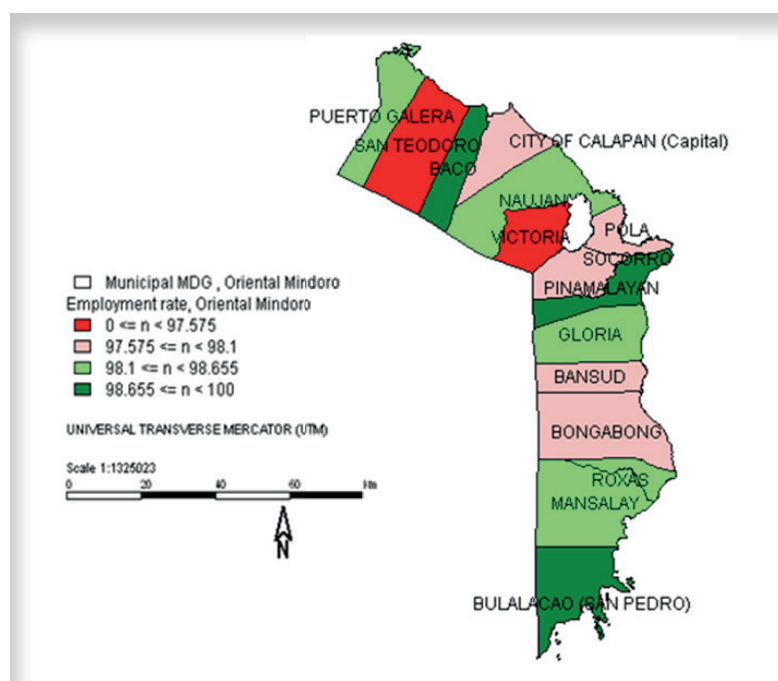 PUERTO GALERA
SAN TEODORO
BACO
CITY OF CALAPAN (Capital)
NAUJAN
VICTORIA
POLA
SOCORRO
PINAMALAYAN
GLORIA
BANSUD
BONGABONG
ROXAS
MANSALAY
BULALACAO (SAN PEDRO)
Municipal MDG , Oriental Mindoro
Employment rate, Oriental Mindoro
0 <= n < 97.575
97.575 <= n < 98.1
98.1 <= n < 98.655
98.655 <= n < 100
UNIVERSAL TRANSVERSE MERCATOR (UTM)
Scale 1:1325023
0 20 40 60 Km
N